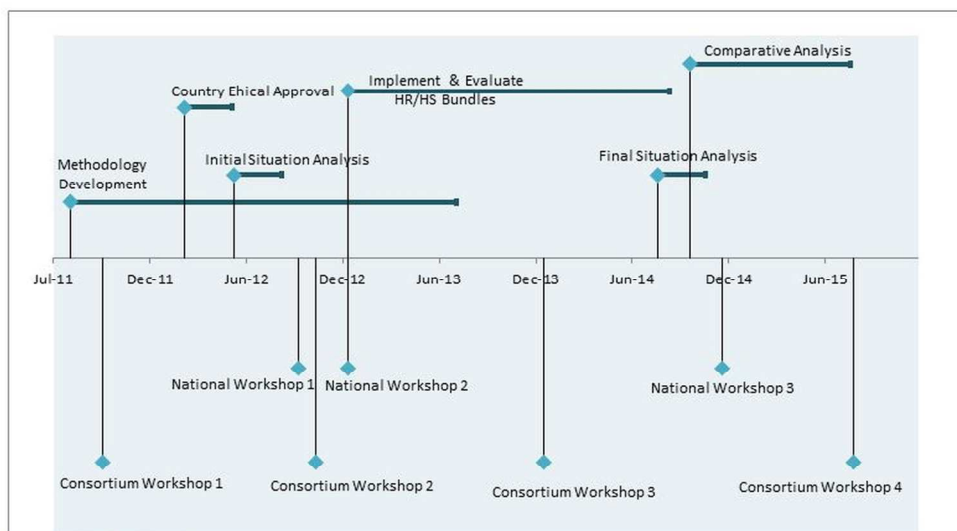 Comparative Analysis
Implement & Evaluate
HR/HS Bundles
Country Ehical Approval
Methodology
Development
Initial Situation Analysis
Final Situation Analysis
Jul-11 Dec-11 Jun-12 Dec-12 Jun-13 Dec-13 Jun-14 Dec-14 Jun-15
National Workshop 1 National Workshop 2 National Workshop 3
Consortium Workshop 1 Consortium Workshop 2 Consortium Workshop 3 Consortium Workshop 4